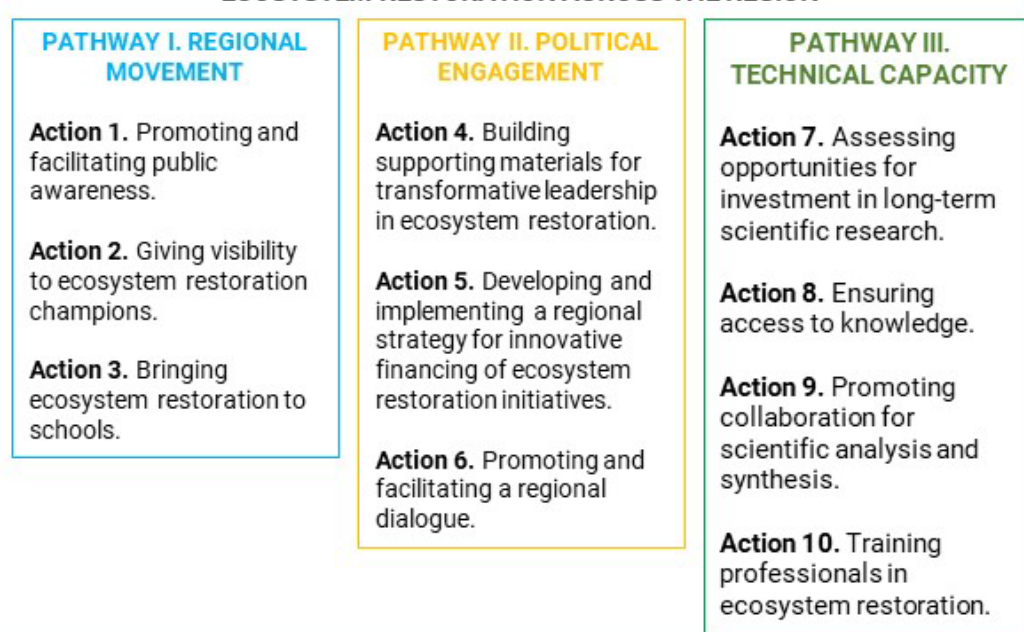 PATHWAY I. REGIONAL
MOVEMENT
Action 1. Promoting and
facilitating public
awareness.
Action 2. Giving visibility
to ecosystem restoration
champions.
Action 3. Bringing
ecosystem restoration to
schools.
PATHWAY II. POLITICAL
ENGAGEMENT
Action 4. Building
supporting materials for
transformative leadership
in ecosystem restoration.
Action 5. Developing and
implementing a regional
strategy for innovative
financing of ecosystem
restoration initiatives.
Action 6. Promoting and
facilitating a regional
dialogue.
PATHWAY III.
TECHNICAL CAPACITY
Action 7. Assessing
opportunities for
investment in long-term
scientific research.
Action 8. Ensuring
access to knowledge.
Action 9. Promoting
collaboration for
scientific analysis and
synthesis.
Action 10. Training
professionals in
ecosystem restoration.